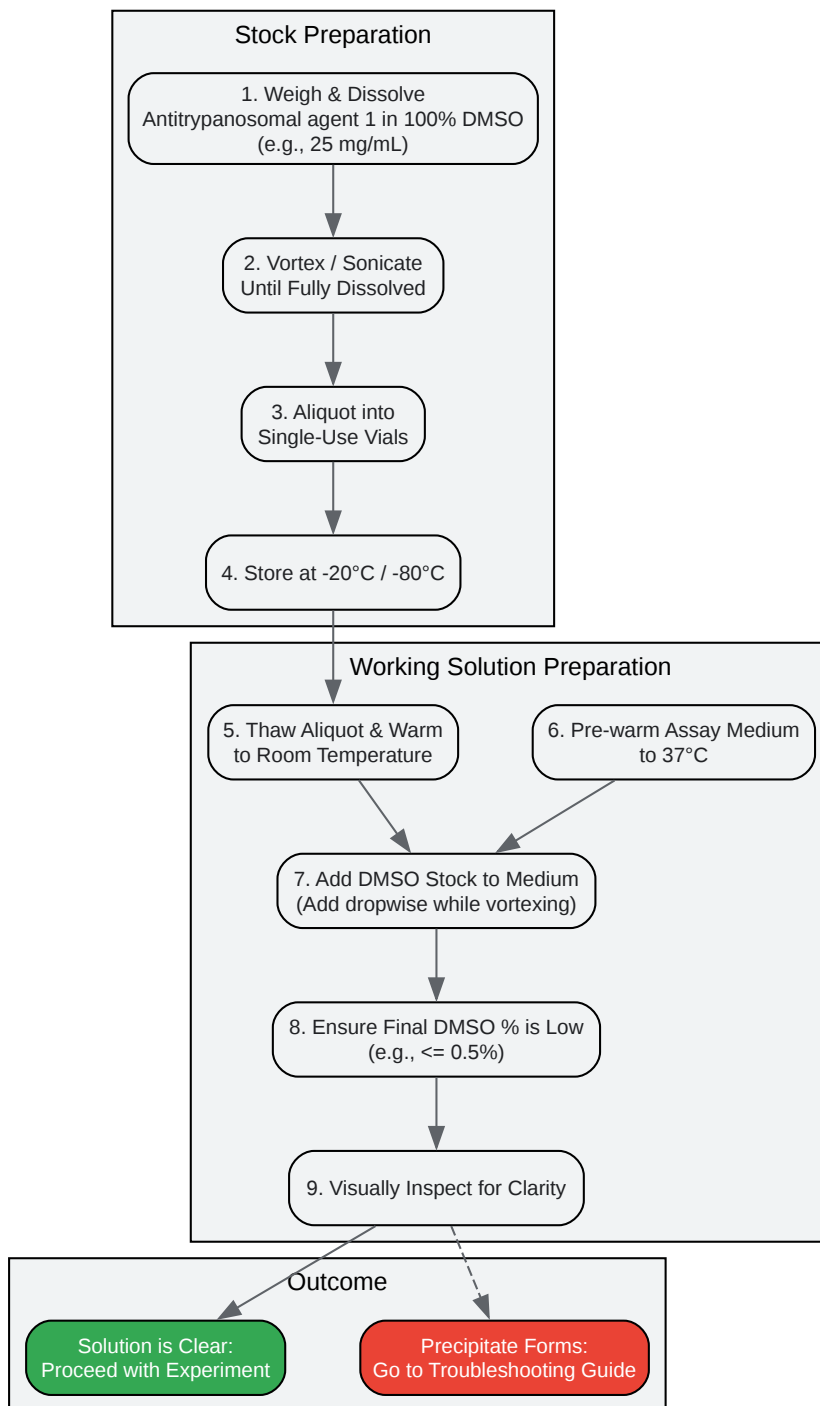 Stock Preparation
1. Weigh & Dissolve
Antitrypanosomal agent 1 in 100% DMSO
(e.g., 25 mg/mL)
2. Vortex / Sonicate
Until Fully Dissolved
3. Aliquot into
Single-Use Vials
4. Store at -20°C / -80°C
Working Solution Preparation
5. Thaw Aliquot & Warm
to Room Temperature
6. Pre-warm Assay Medium
to 37°C
7. Add DMSO Stock to Medium
(Add dropwise while vortexing)
8. Ensure Final DMSO % is Low
(e.g., <= 0.5%)
9. Visually Inspect for Clarity
Outcome
Solution is Clear:
Proceed with Experiment
Precipitate Forms:
Go to Troubleshooting Guide